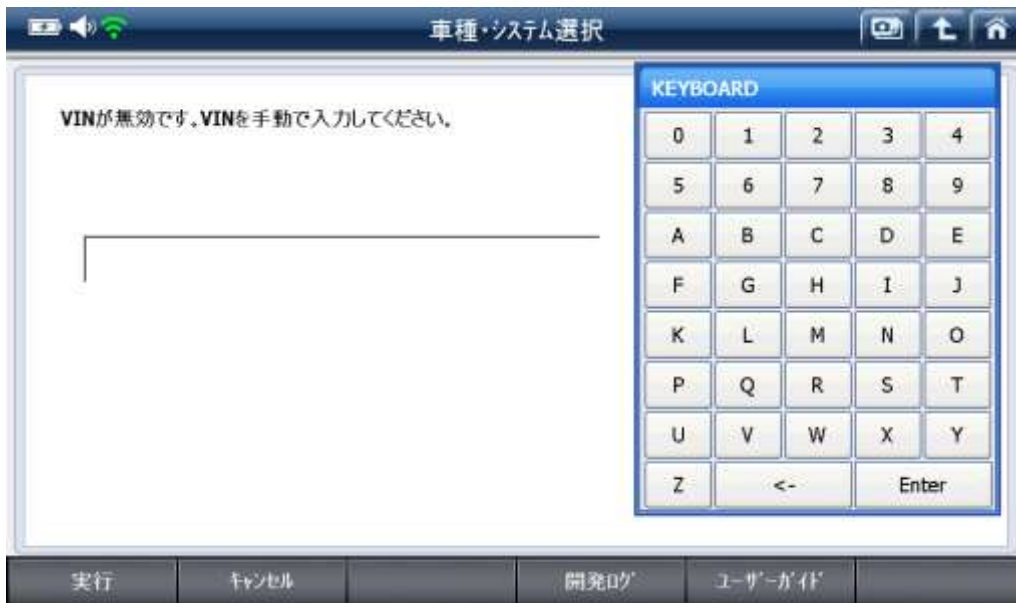 車種・システム選択
VINが無効です。VINを手動で入力してください。
KEYBOARD
0 1 2 3 4
5 6 7 8 9
A B C D E
F G H I J
K L M N O
P Q R S T
U V W X Y
Z <- Enter
実行 キャンセル 開発ログ ユーザーガイド